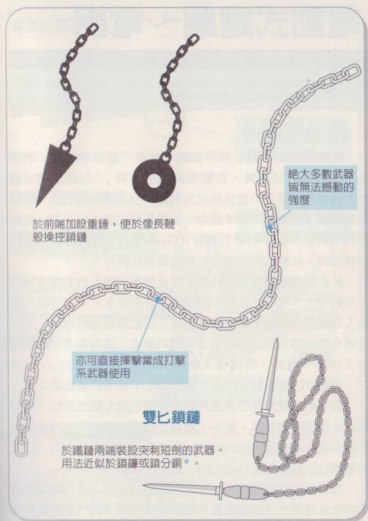 於前端加設重錘，便於像長鞭
般操控鎖鏈
絕大多數武器
皆無法撼動的
強度
亦可直接揮擊當成打擊
系武器使用
雙匕鎖鏈
於鐵鏈兩端裝設突刺短劍的武器。
用法近似於鎖鐮或鎖分銅*。